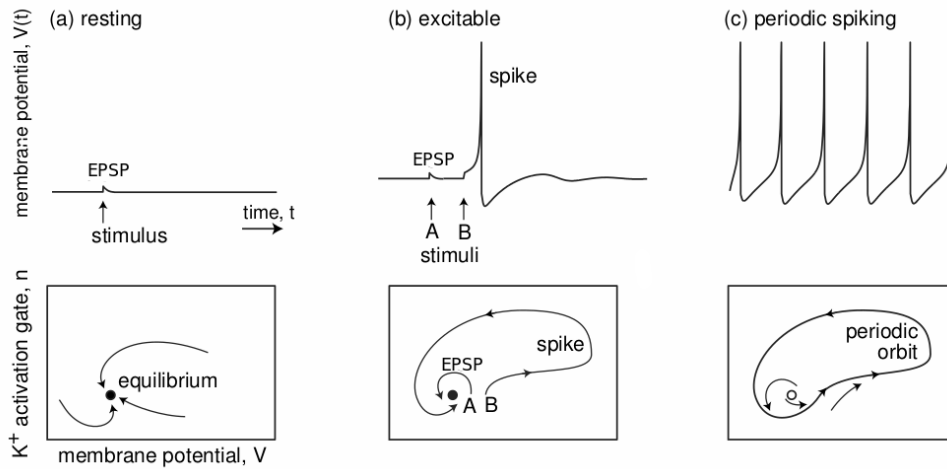 (a) resting
(b) excitable
(c) periodic spiking
membrane potential, V(t)
spike
EPSP
EPSP
time, t
stimulus
A
B
stimuli
K+ activation gate, n
equilibrium
membrane potential, V
spike
EPSP
A
B
periodic
orbit